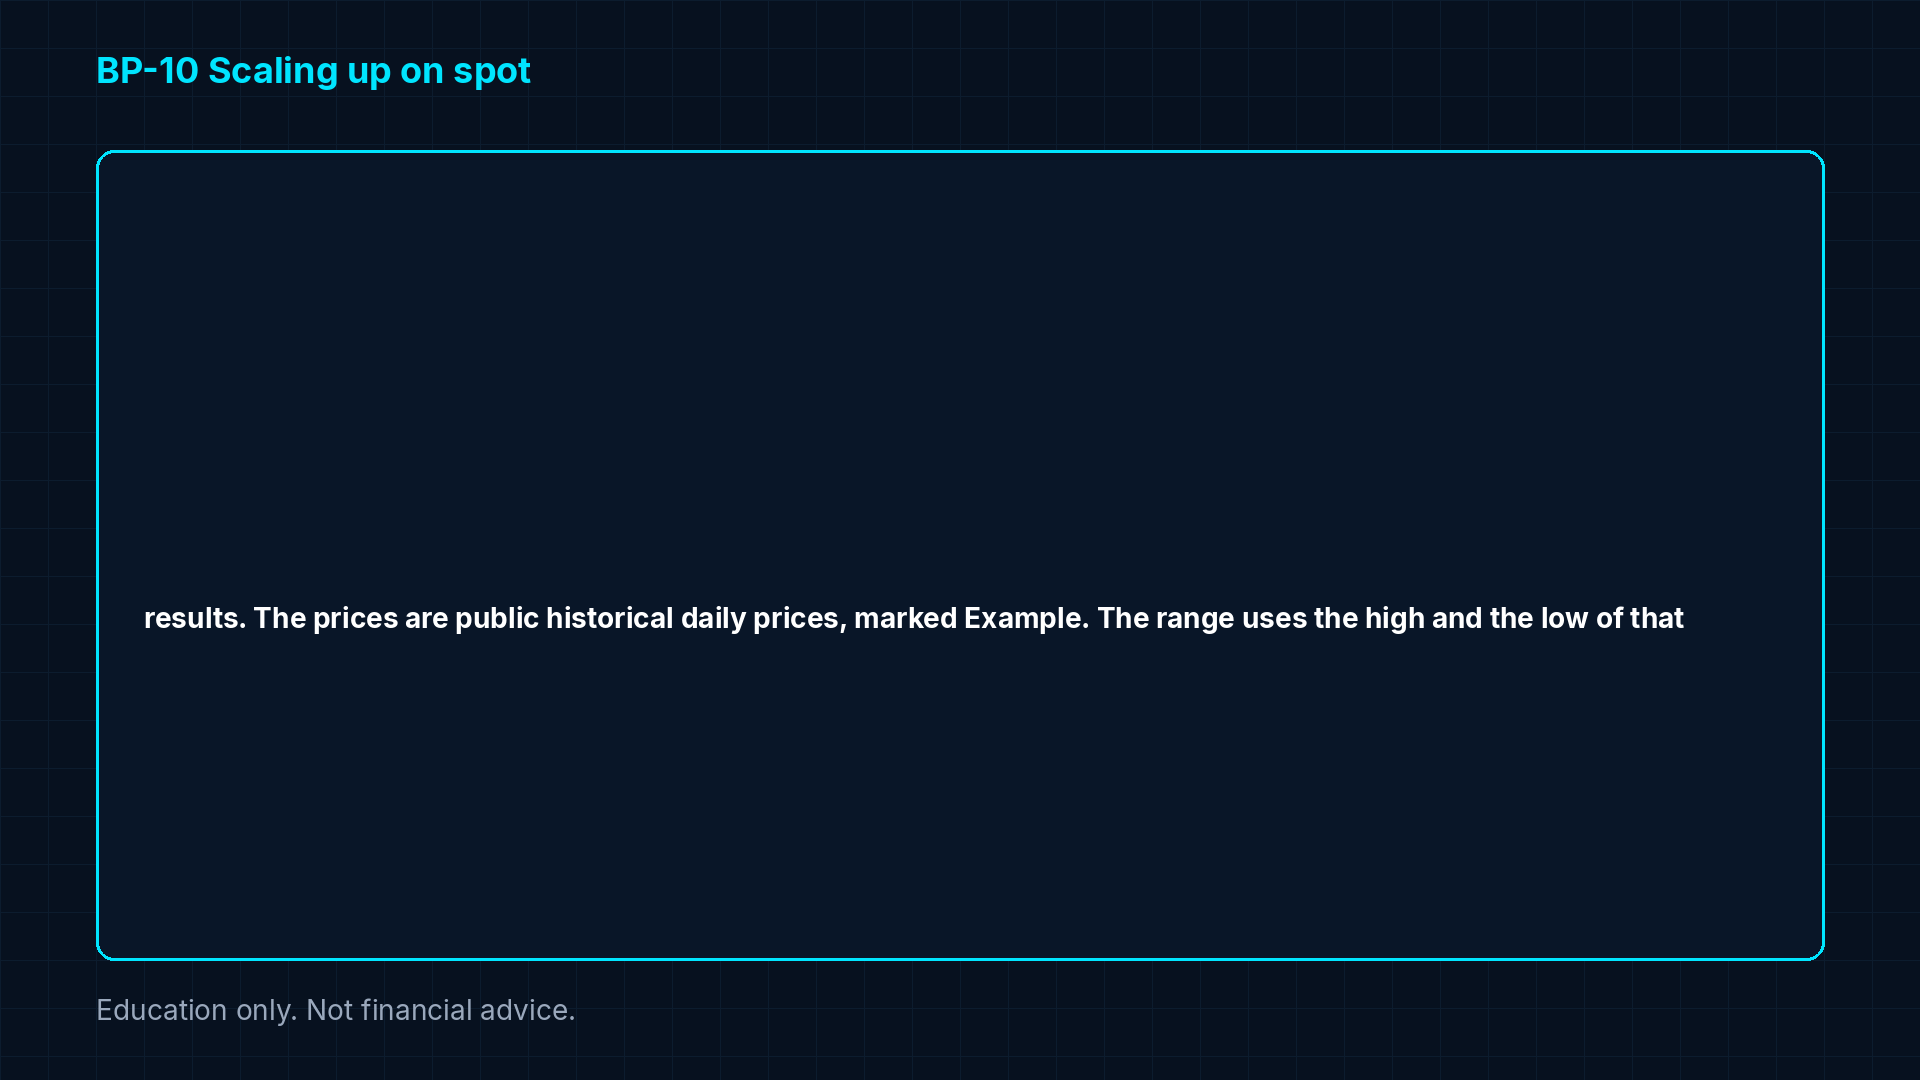 BP-10 Scaling up on spot
results. The prices are public historical daily prices, marked Example. The range uses the high and the low of that
Education only. Not financial advice.